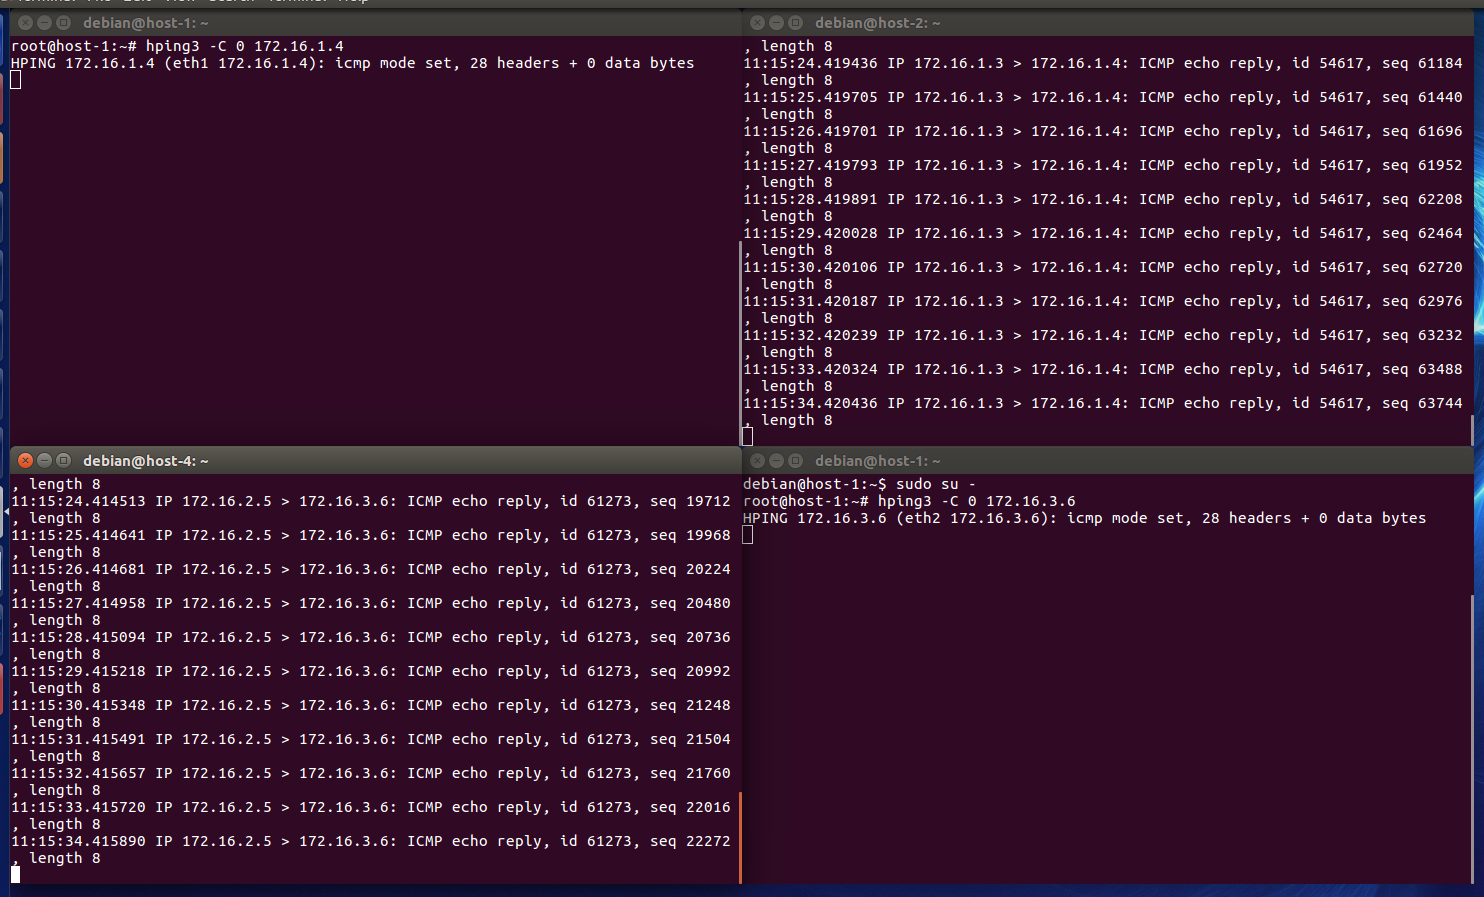 Terminal File Edit View Search Terminal Help
debian@host-1: ~
root@host-1:~# hping3 -C 0 172.16.1.4
HPING 172.16.1.4 (eth1 172.16.1.4): icmp mode set, 28 headers + 0 data bytes
debian@host-2: ~
, length 8
11:15:24.419436 IP 172.16.1.3 > 172.16.1.4: ICMP echo reply, id 54617, seq 61184
, length 8
11:15:25.419705 IP 172.16.1.3 > 172.16.1.4: ICMP echo reply, id 54617, seq 61440
, length 8
11:15:26.419701 IP 172.16.1.3 > 172.16.1.4: ICMP echo reply, id 54617, seq 61696
, length 8
11:15:27.419793 IP 172.16.1.3 > 172.16.1.4: ICMP echo reply, id 54617, seq 61952
, length 8
11:15:28.419891 IP 172.16.1.3 > 172.16.1.4: ICMP echo reply, id 54617, seq 62208
, length 8
11:15:29.420028 IP 172.16.1.3 > 172.16.1.4: ICMP echo reply, id 54617, seq 62464
, length 8
11:15:30.420106 IP 172.16.1.3 > 172.16.1.4: ICMP echo reply, id 54617, seq 62720
, length 8
11:15:31.420187 IP 172.16.1.3 > 172.16.1.4: ICMP echo reply, id 54617, seq 62976
, length 8
11:15:32.420239 IP 172.16.1.3 > 172.16.1.4: ICMP echo reply, id 54617, seq 63232
, length 8
11:15:33.420324 IP 172.16.1.3 > 172.16.1.4: ICMP echo reply, id 54617, seq 63488
, length 8
11:15:34.420436 IP 172.16.1.3 > 172.16.1.4: ICMP echo reply, id 54617, seq 63744
, length 8
debian@host-4: ~
, length 8
11:15:24.414513 IP 172.16.2.5 > 172.16.3.6: ICMP echo reply, id 61273, seq 19712
, length 8
11:15:25.414641 IP 172.16.2.5 > 172.16.3.6: ICMP echo reply, id 61273, seq 19968
, length 8
11:15:26.414681 IP 172.16.2.5 > 172.16.3.6: ICMP echo reply, id 61273, seq 20224
, length 8
11:15:27.414958 IP 172.16.2.5 > 172.16.3.6: ICMP echo reply, id 61273, seq 20480
, length 8
11:15:28.415094 IP 172.16.2.5 > 172.16.3.6: ICMP echo reply, id 61273, seq 20736
, length 8
11:15:29.415218 IP 172.16.2.5 > 172.16.3.6: ICMP echo reply, id 61273, seq 20992
, length 8
11:15:30.415348 IP 172.16.2.5 > 172.16.3.6: ICMP echo reply, id 61273, seq 21248
, length 8
11:15:31.415491 IP 172.16.2.5 > 172.16.3.6: ICMP echo reply, id 61273, seq 21504
, length 8
11:15:32.415657 IP 172.16.2.5 > 172.16.3.6: ICMP echo reply, id 61273, seq 21760
, length 8
11:15:33.415720 IP 172.16.2.5 > 172.16.3.6: ICMP echo reply, id 61273, seq 22016
, length 8
11:15:34.415890 IP 172.16.2.5 > 172.16.3.6: ICMP echo reply, id 61273, seq 22272
, length 8
debian@host-1: ~
debian@host-1:~$ sudo su -
root@host-1:~# hping3 -C 0 172.16.3.6
HPING 172.16.3.6 (eth2 172.16.3.6): icmp mode set, 28 headers + 0 data bytes